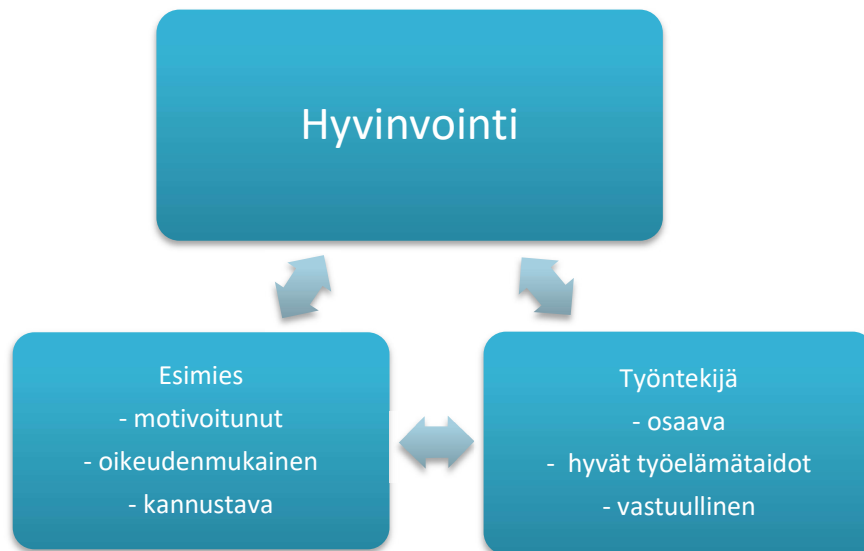 Hyvinvointi
Esimies
- motivoitunut
- oikeudenmukainen
- kannustava
Työntekijä
- osaava
- hyvät työelämätaidot
- vastuullinen